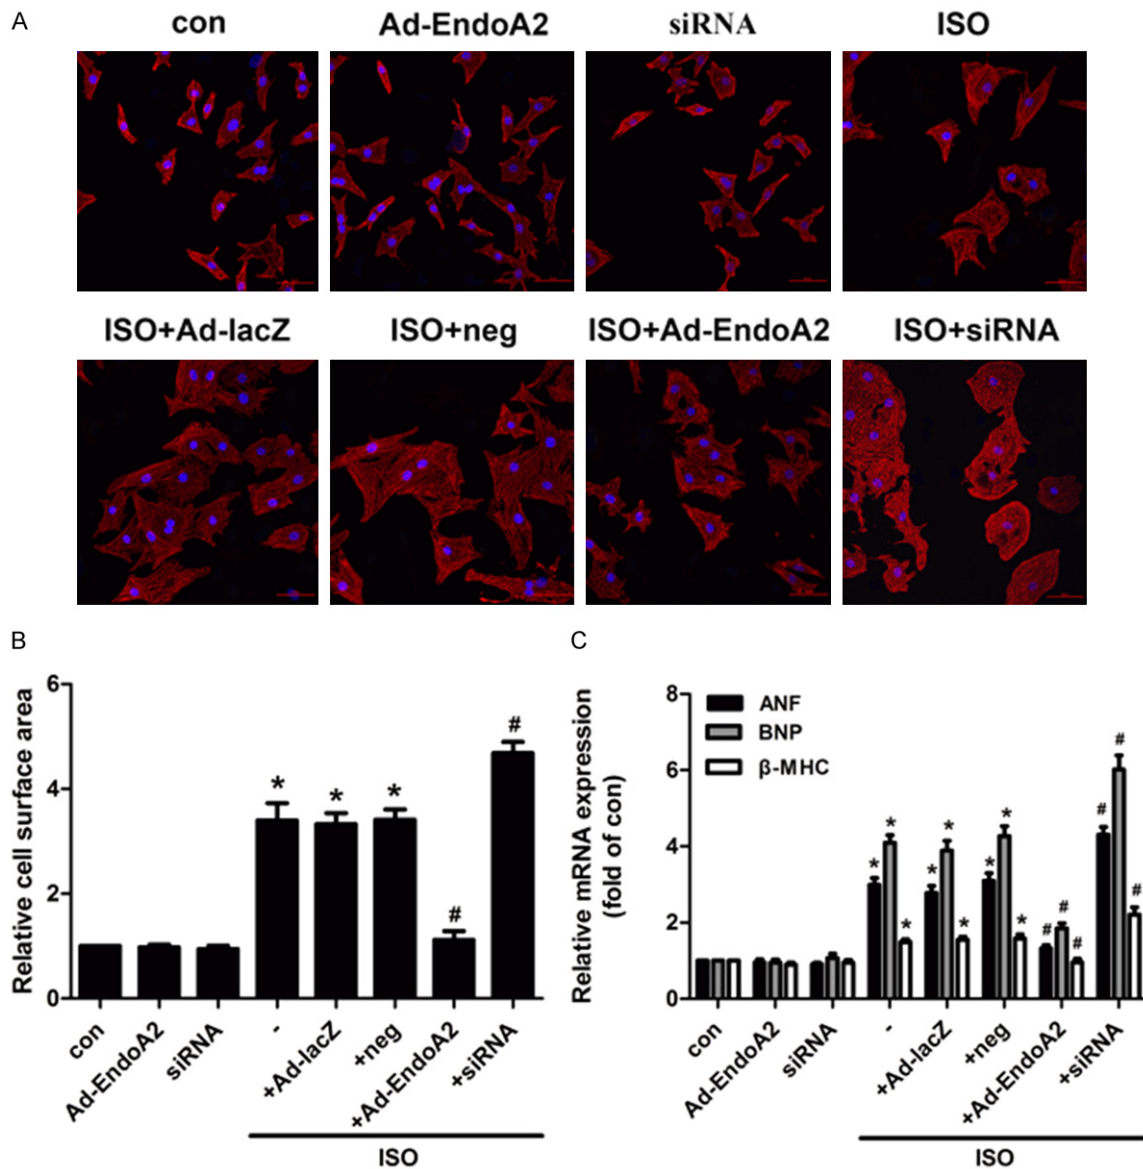 A
con
Ad-EndoA2
siRNA
ISO
ISO+Ad-lacZ
ISO+neg
ISO+Ad-EndoA2
ISO+siRNA
B
Relative cell surface area
6
4
2
0
*
*
*
#
#
con
Ad-EndoA2
siRNA
-
+Ad-lacZ
+neg
+Ad-EndoA2
+siRNA
ISO
C
Relative mRNA expression
(fold of con)
8
6
4
2
0
ANF
BNP
β-MHC
*
*
*
*
*
*
*
*
*
#
#
#
#
#
#
con
Ad-EndoA2
siRNA
-
+Ad-lacZ
+neg
+Ad-EndoA2
+siRNA
ISO